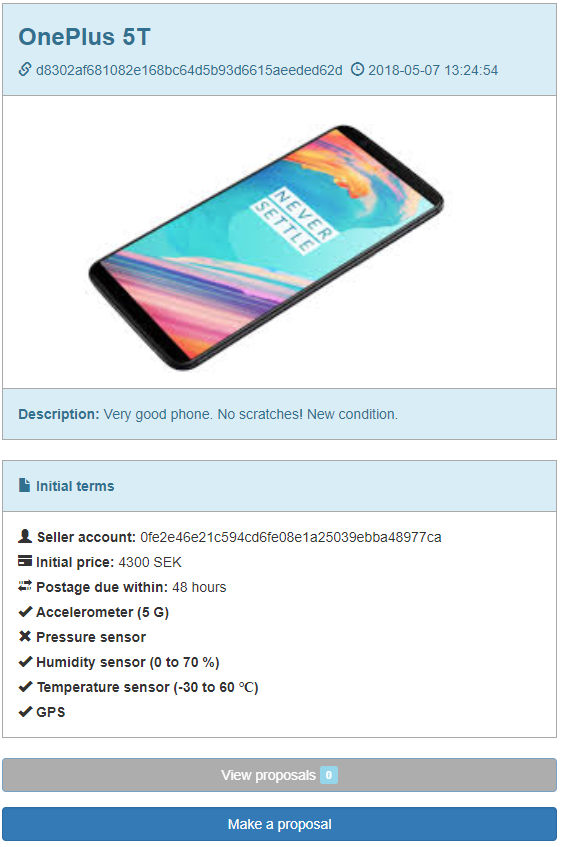 OnePlus 5T
d8302af681082e168bc64d5b93d6615aeeded62d 2018-05-07 13:24:54
NEVER
SETTLE
Description: Very good phone. No scratches! New condition.
Initial terms
Seller account: 0fe2e46e21c594cd6fe08e1a25039ebba48977ca
Initial price: 4300 SEK
Postage due within: 48 hours
Accelerometer (5 G)
Pressure sensor
Humidity sensor (0 to 70 %)
Temperature sensor (-30 to 60 °C)
GPS
View proposals 0
Make a proposal